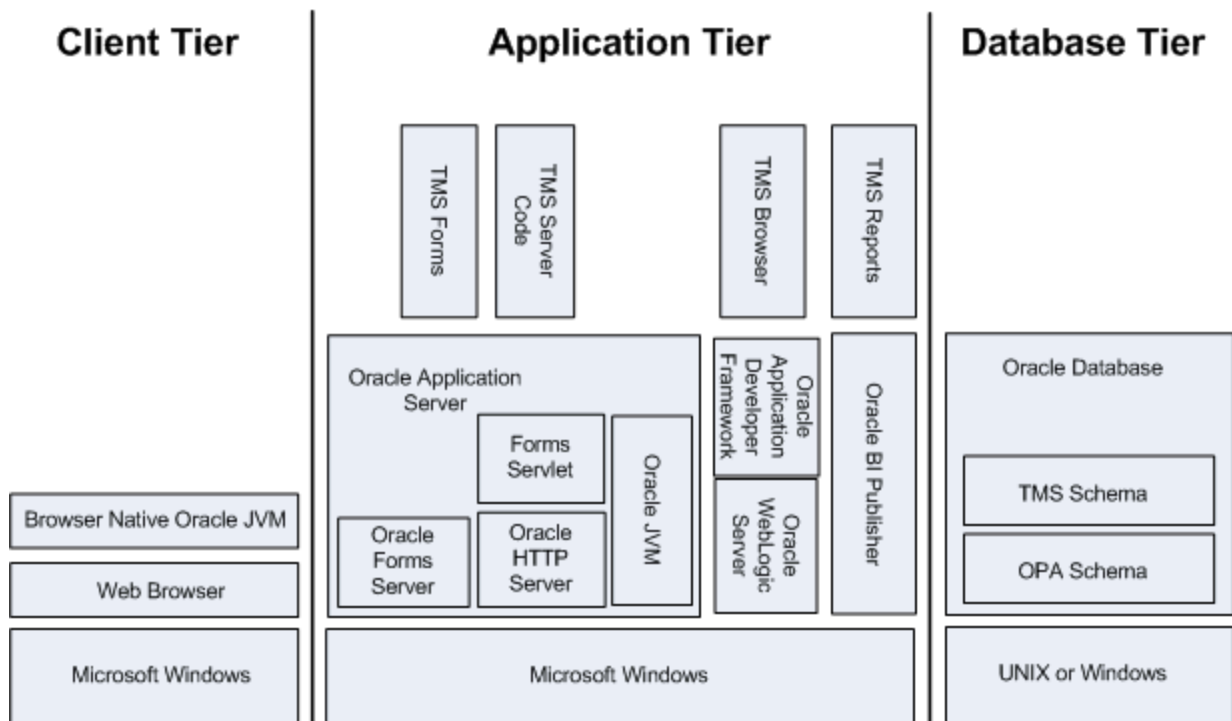 Client Tier
Application Tier
Database Tier
TMS Forms
TMS Server
Code
TMS Browser
TMS Reports
Oracle Application
Server
Forms
Servlet
Oracle
Forms
Server
Oracle
HTTP
Server
Oracle JVM
Oracle
Application
Developer
Framework
Oracle
WebLogic
Server
Oracle BI Publisher
Oracle Database
TMS Schema
OPA Schema
Browser Native Oracle JVM
Web Browser
Microsoft Windows
Microsoft Windows
UNIX or Windows